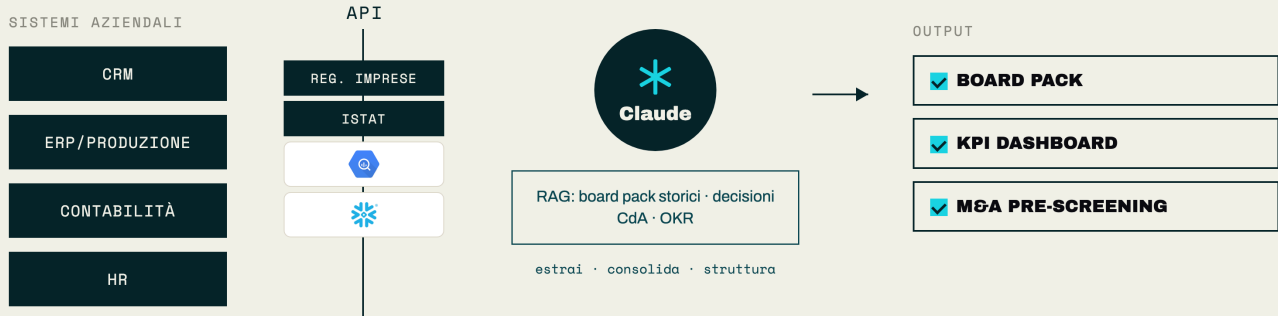 SISTEMI AZIENDALI
CRM
ERP/PRODUZIONE
CONTABILITÀ
HR
API
REG. IMPRESE
ISTAT
Claude
RAG: board pack storici · decisioni
CdA · OKR
estrai · consolida · struttura
OUTPUT
BOARD PACK
KPI DASHBOARD
M&A PRE-SCREENING